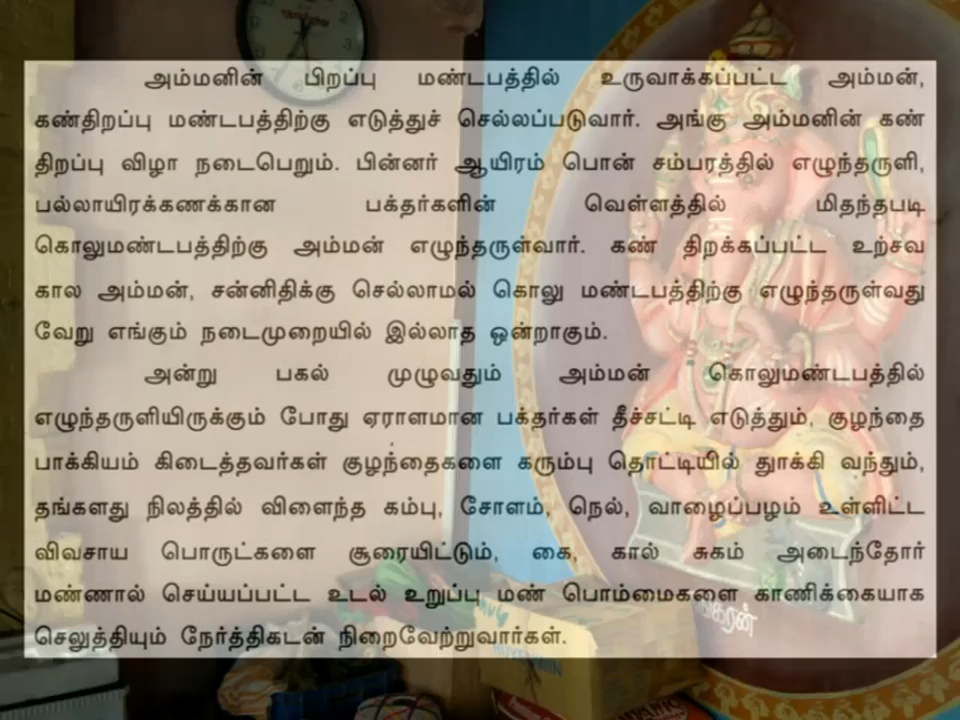 அம்மனின் பிறப்பு மண்டபத்தில் உருவாக்கப்பட்ட அம்மன்,
கண்திறப்பு மண்டபத்திற்கு எடுத்துச் செல்லப்படுவார். அங்கு அம்மனின் கண்
திறப்பு விழா நடைபெறும். பின்னர் ஆயிரம் பொன் சம்பரத்தில் எழுந்தருளி,
பல்லாயிரக்கணக்கான பக்தர்களின் வெள்ளத்தில் மிதந்தபடி
கொலுமண்டபத்திற்கு அம்மன் எழுந்தருள்வார். கண் திறக்கப்பட்ட உற்சவ
கால அம்மன், சன்னிதிக்கு செல்லாமல் கொலு மண்டபத்திற்கு எழுந்தருள்வது
வேறு எங்கும் நடைமுறையில் இல்லாத ஒன்றாகும்.
அன்று பகல் முழுவதும் அம்மன் கொலுமண்டபத்தில்
எழுந்தருளியிருக்கும் போது ஏராளமான பக்தர்கள் தீச்சட்டி எடுத்தும், குழந்தை
பாக்கியம் கிடைத்தவர்கள் குழந்தைகளை கரும்பு தொட்டியில் தூக்கி வந்தும்,
தங்களது நிலத்தில் விளைந்த கம்பு, சோளம், நெல், வாழைப்பழம் உள்ளிட்ட
விவசாய பொருட்களை சூரையிட்டும், கை, கால் சுகம் அடைந்தோர்
மண்ணால் செய்யப்பட்ட உடல் உறுப்பு மண் பொம்மைகளை காணிக்கையாக
செலுத்தியும் நேர்த்திகடன் நிறைவேற்றுவார்கள்.